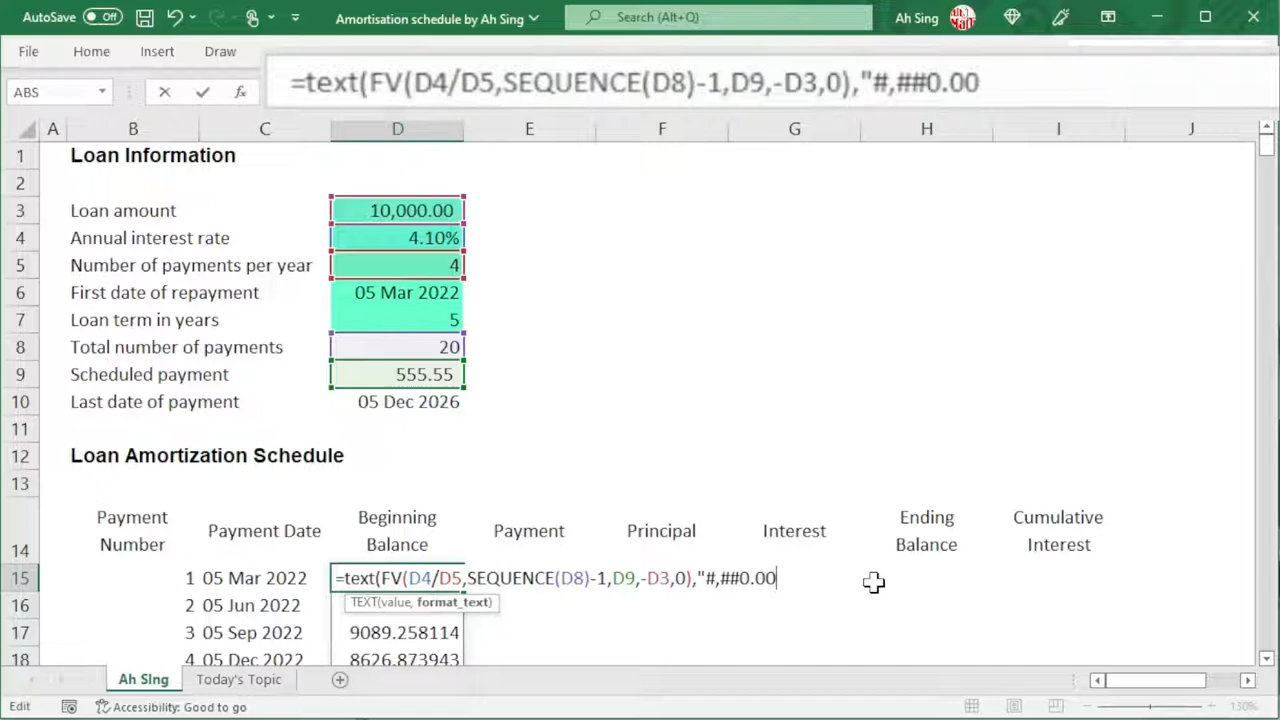 AutoSave Off Amortisation schedule by Ah Sing Search (Alt+Q) Ah Sing
File Home Insert Draw
ABS =text(FV(D4/D5,SEQUENCE(D8)-1,D9,-D3,0),"#,##0.00
A B C D E F G H I J
1 Loan Information
2
3 Loan amount 10,000.00
4 Annual interest rate 4.10%
5 Number of payments per year 4
6 First date of repayment 05 Mar 2022
7 Loan term in years 5
8 Total number of payments 20
9 Scheduled payment 555.55
10 Last date of payment 05 Dec 2026
11
12 Loan Amortization Schedule
13
Payment Beginning Ending Cumulative
Payment Date Payment Principal Interest
14 Number Balance Balance Interest
15 1 05 Mar 2022 =text(FV(D4/D5,SEQUENCE(D8)-1,D9,-D3,0),"#,##0.00
16 2 05 Jun 2022 TEXT(value, format_text)
17 3 05 Sep 2022 9089.258114
18 4 05 Dec 2022 8626.873943
Ah Sing Today's Topic
Edit Accessibility: Good to go 130%